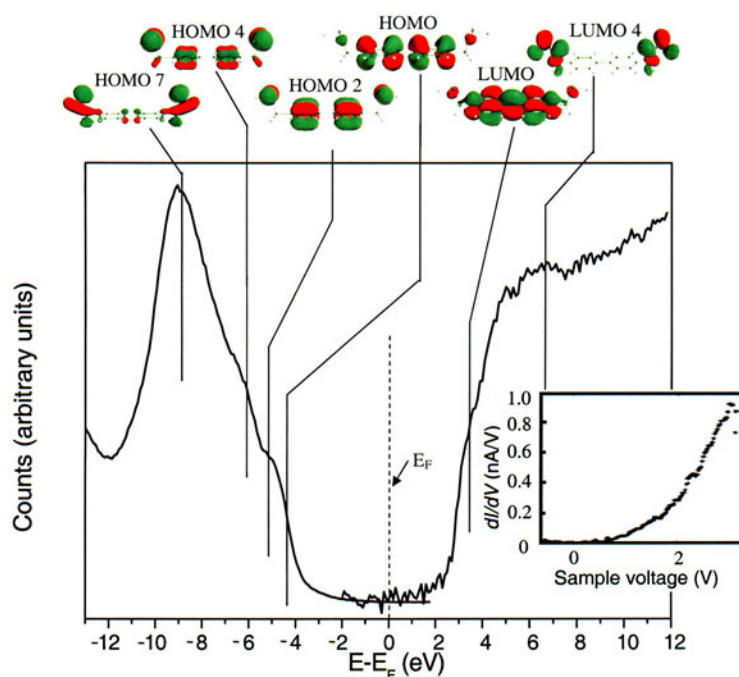 HOMO 4
HOMO
LUMO 4
HOMO 7
HOMO 2
LUMO
Counts (arbitrary units)
E_F
1.0
0.8
0.6
0.4
0.2
0
dI/dV (nA/V)
0 2
Sample voltage (V)
-13 -10 -8 -6 -4 -2 0 2 4 6 8 10 12
E-E_F (eV)